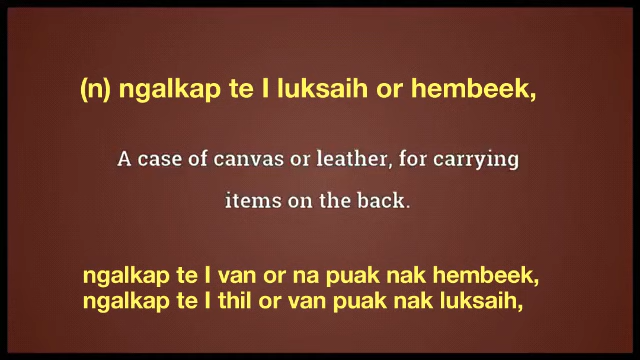 (n) ngalkap te I luksaih or hembeek,
A case of canvas or leather, for carrying
items on the back.
ngalkap te I van or na puak nak hembeek,
ngalkap te I thil or van puak nak luksaih,